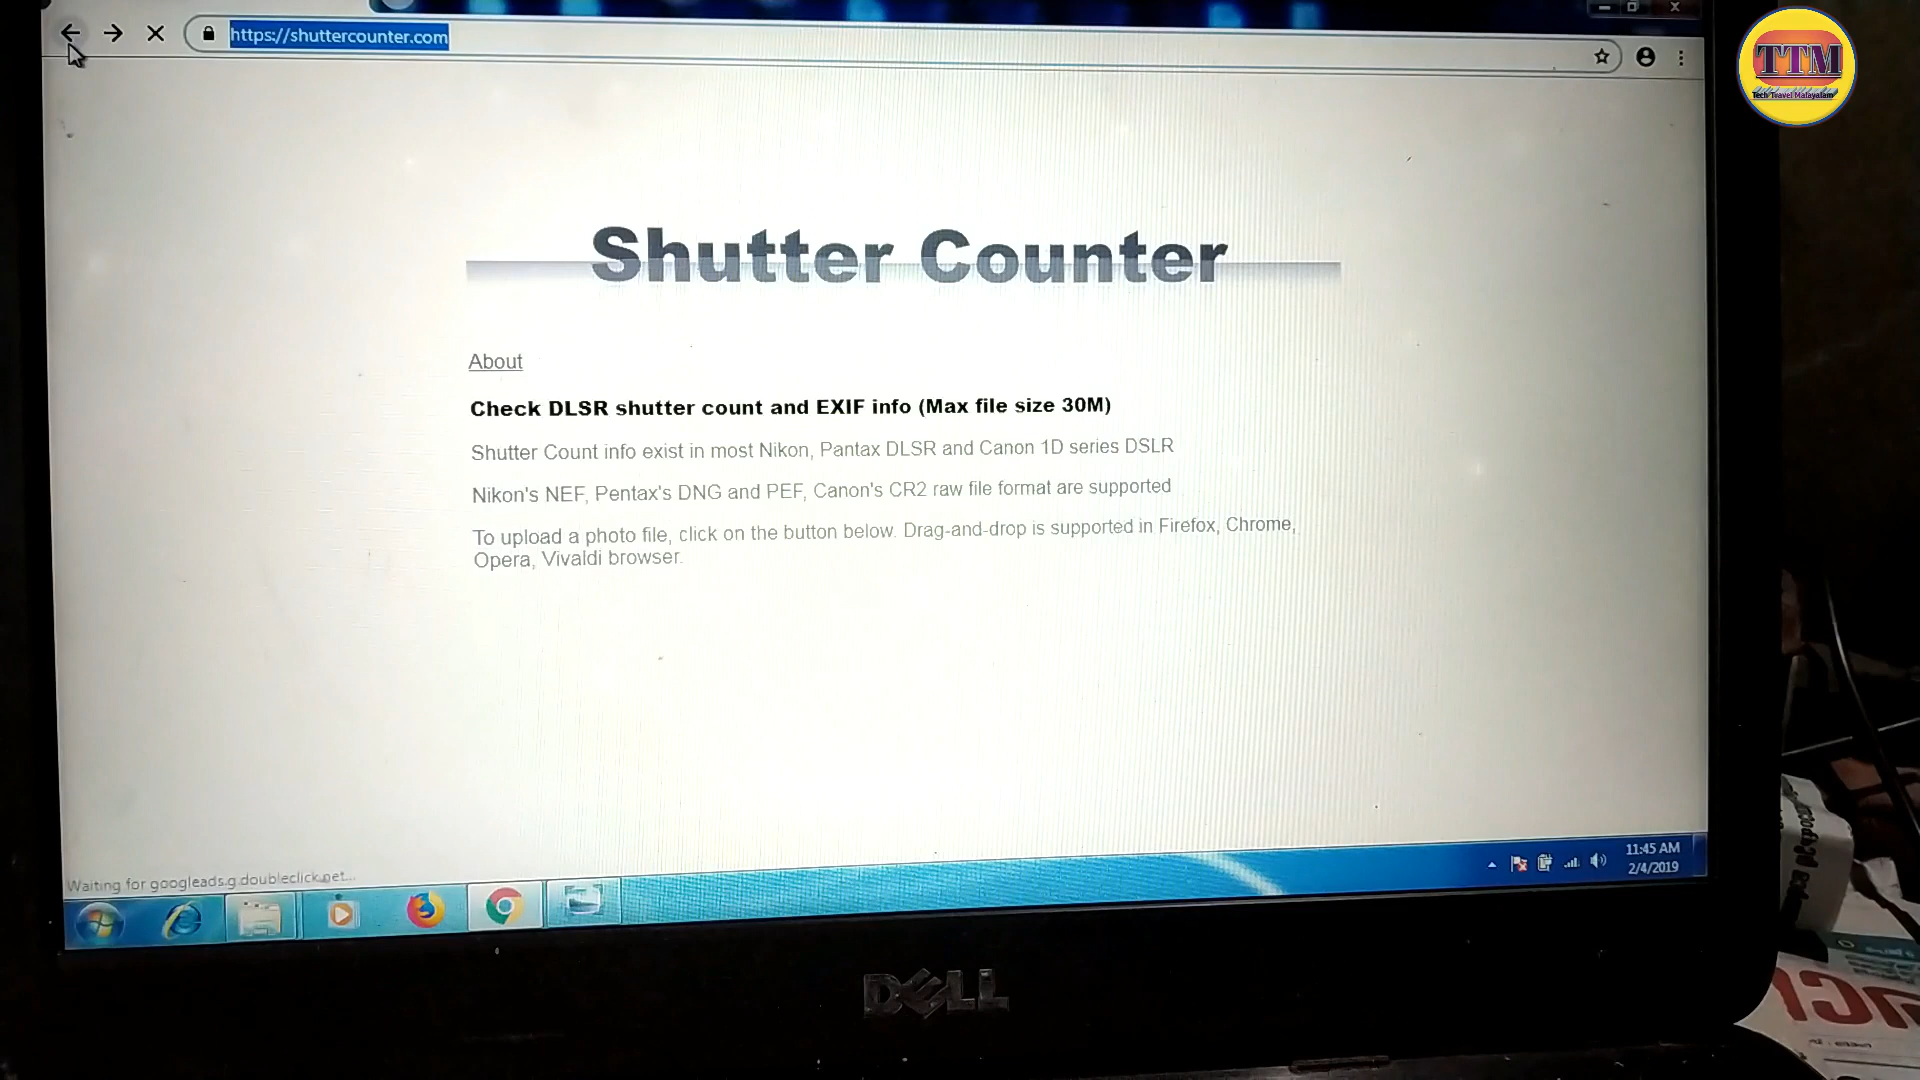 https://shuttercounter.com
TTM
Tech Travel Malayalam
Shutter Counter
About
Check DLSR shutter count and EXIF info (Max file size 30M)
Shutter Count info exist in most Nikon, Pantax DLSR and Canon 1D series DSLR
Nikon's NEF, Pentax's DNG and PEF, Canon's CR2 raw file format are supported
To upload a photo file, click on the button below. Drag-and-drop is supported in Firefox, Chrome,
Opera, Vivaldi browser.
Waiting for googleads.g.doubleclick.net...
11:45 AM
2/4/2019
DELL